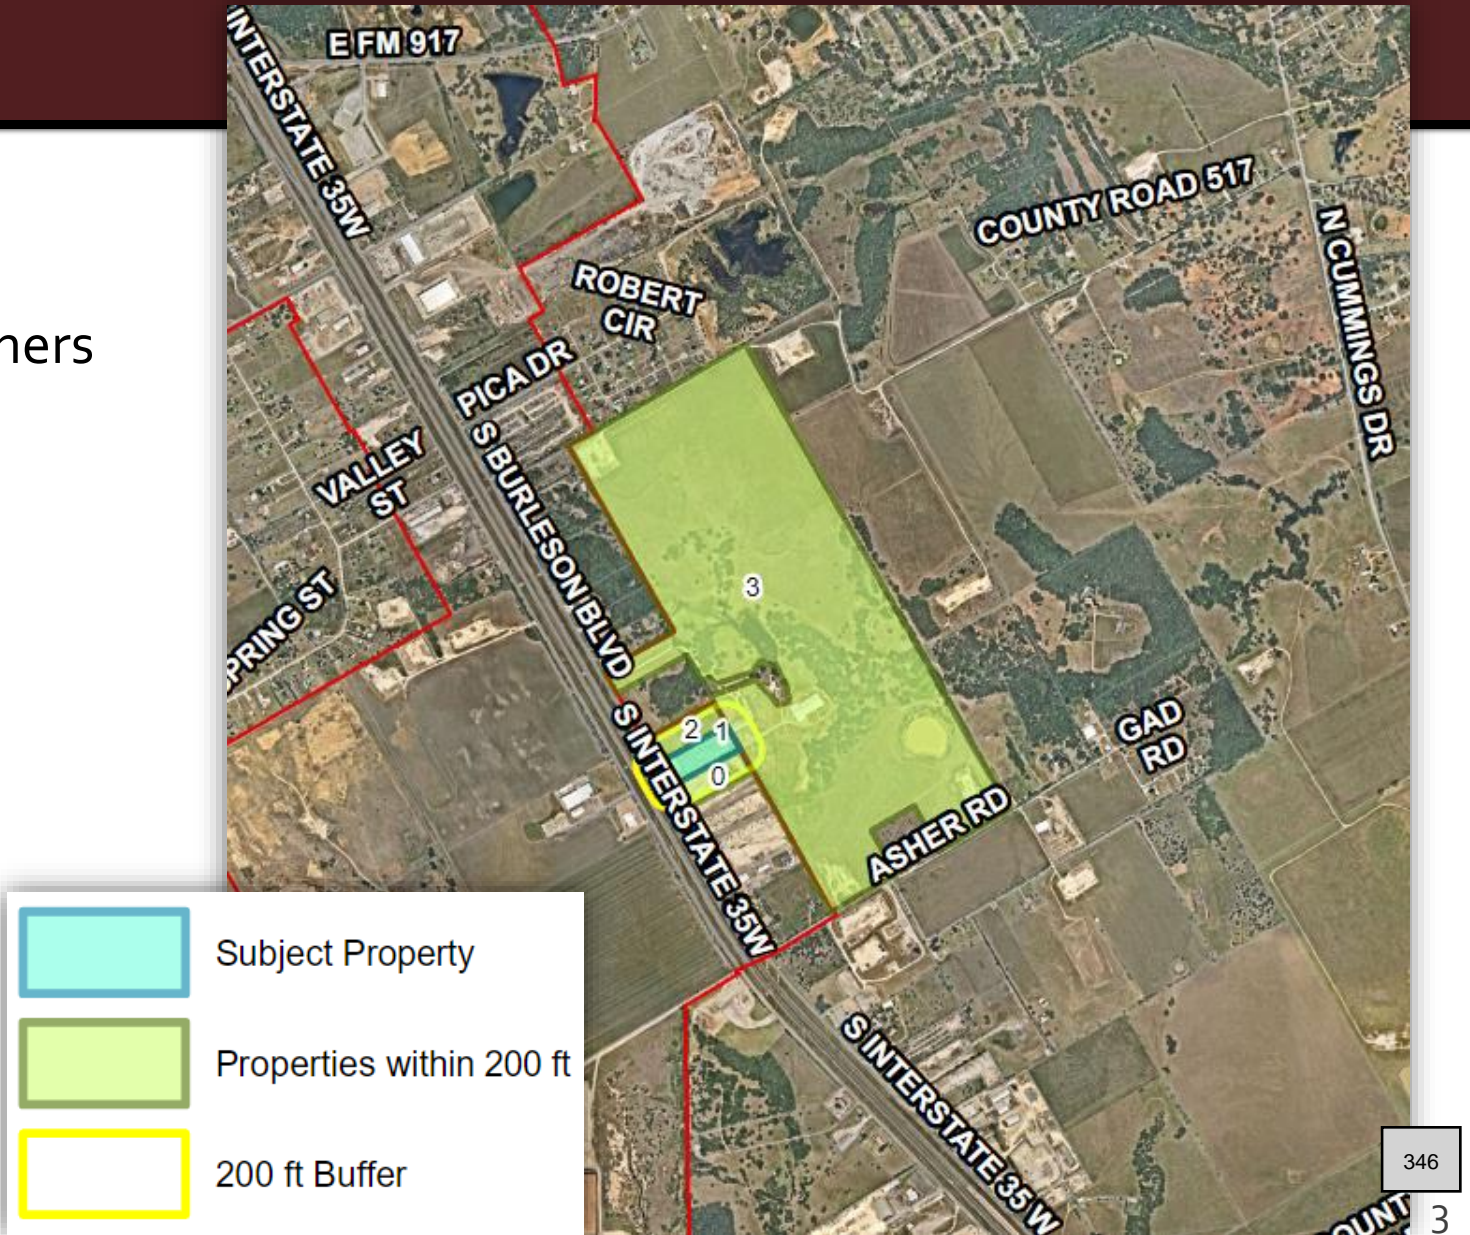 E FM 917
INTERSTATE 35W
COUNTY ROAD 517
N CUMMINGS DR
ROBERT
CIR
ners
PICA DR
S BURLESON BLVD
VALLEY
ST
3
PRING ST
S INTERSTATE 35W
2
1
0
GAD
RD
ASHER RD
Subject Property
Properties within 200 ft
200 ft Buffer
S INTERSTATE 35 W
346
OUNT
3